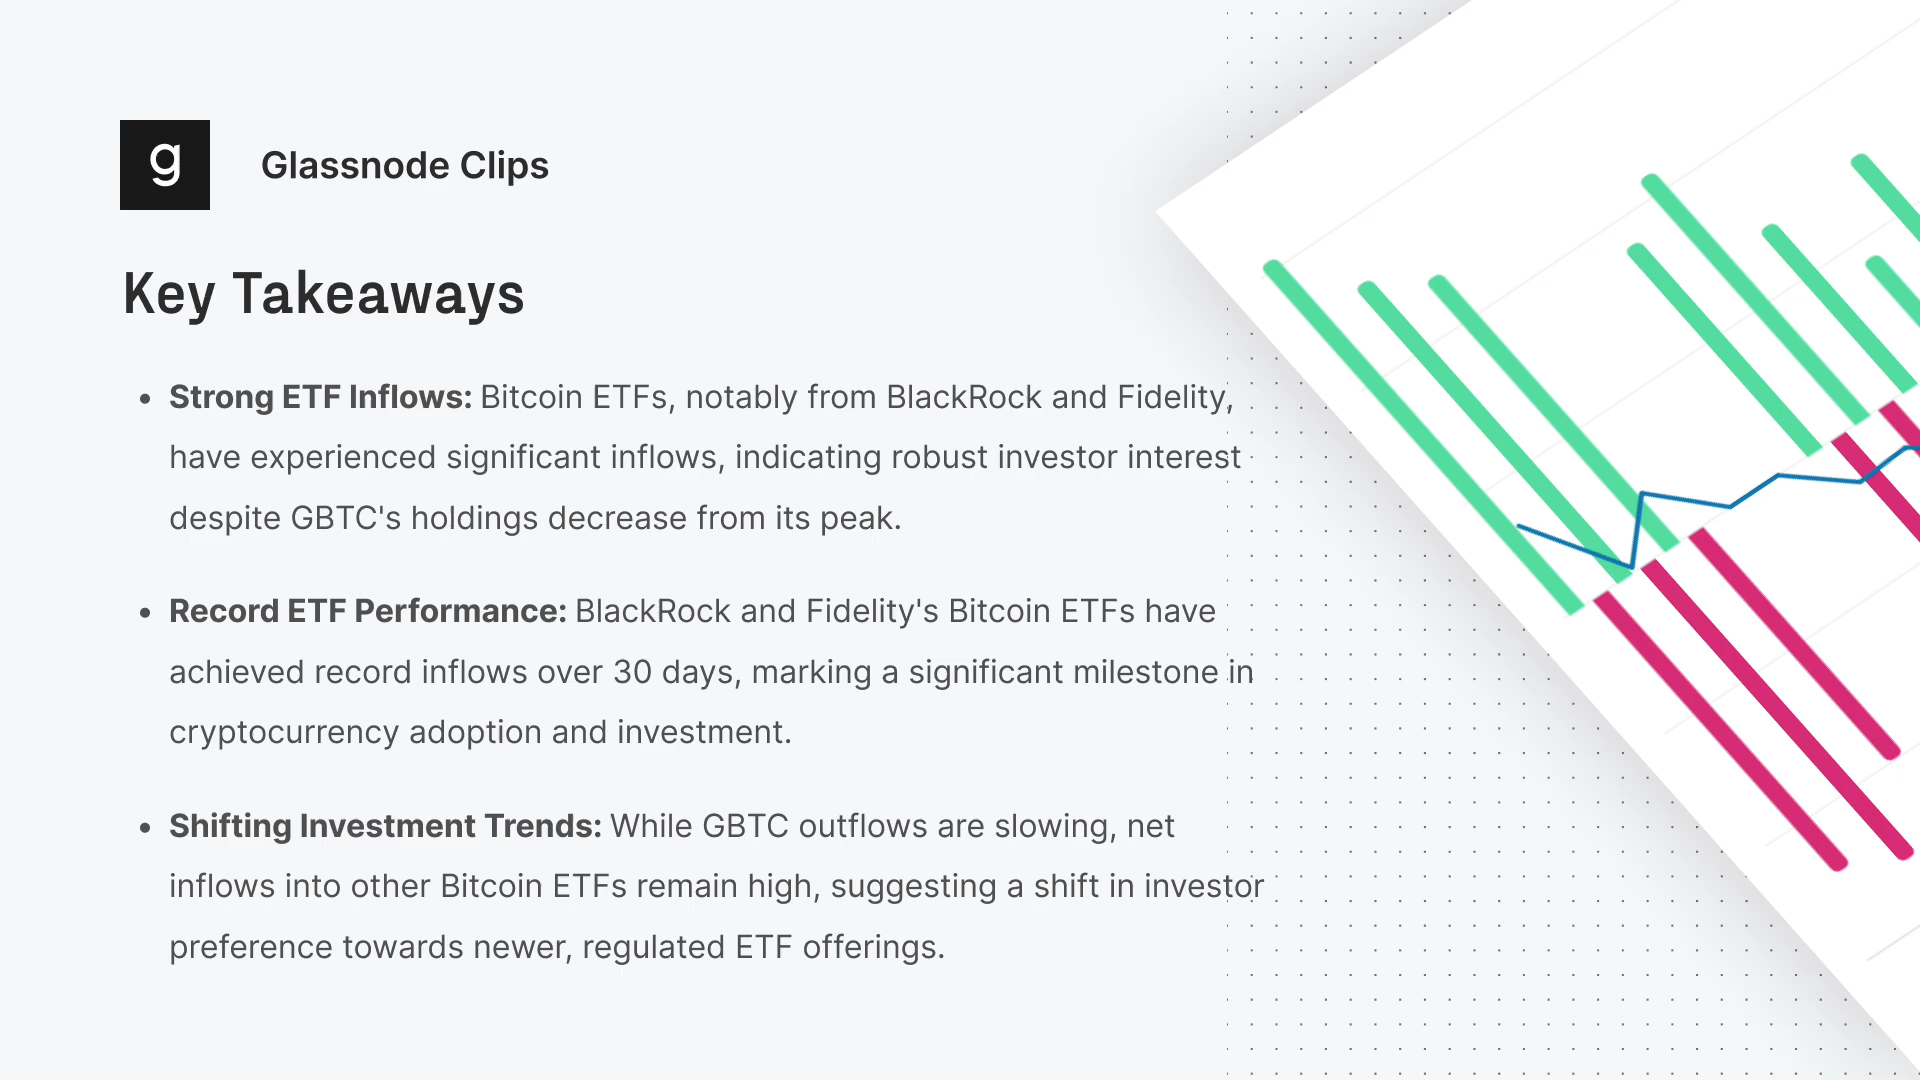 g
Glassnode Clips
Key Takeaways
• Strong ETF Inflows: Bitcoin ETFs, notably from BlackRock and Fidelity,
have experienced significant inflows, indicating robust investor interest
despite GBTC's holdings decrease from its peak.
• Record ETF Performance: BlackRock and Fidelity's Bitcoin ETFs have
achieved record inflows over 30 days, marking a significant milestone in
cryptocurrency adoption and investment.
• Shifting Investment Trends: While GBTC outflows are slowing, net
inflows into other Bitcoin ETFs remain high, suggesting a shift in investor
preference towards newer, regulated ETF offerings.